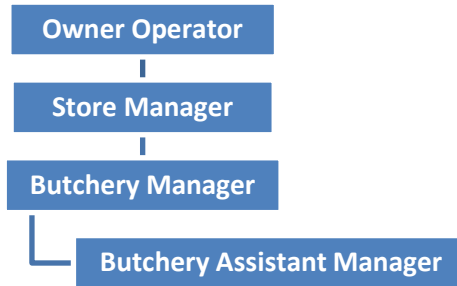 Owner Operator
Store Manager
Butchery Manager
Butchery Assistant Manager